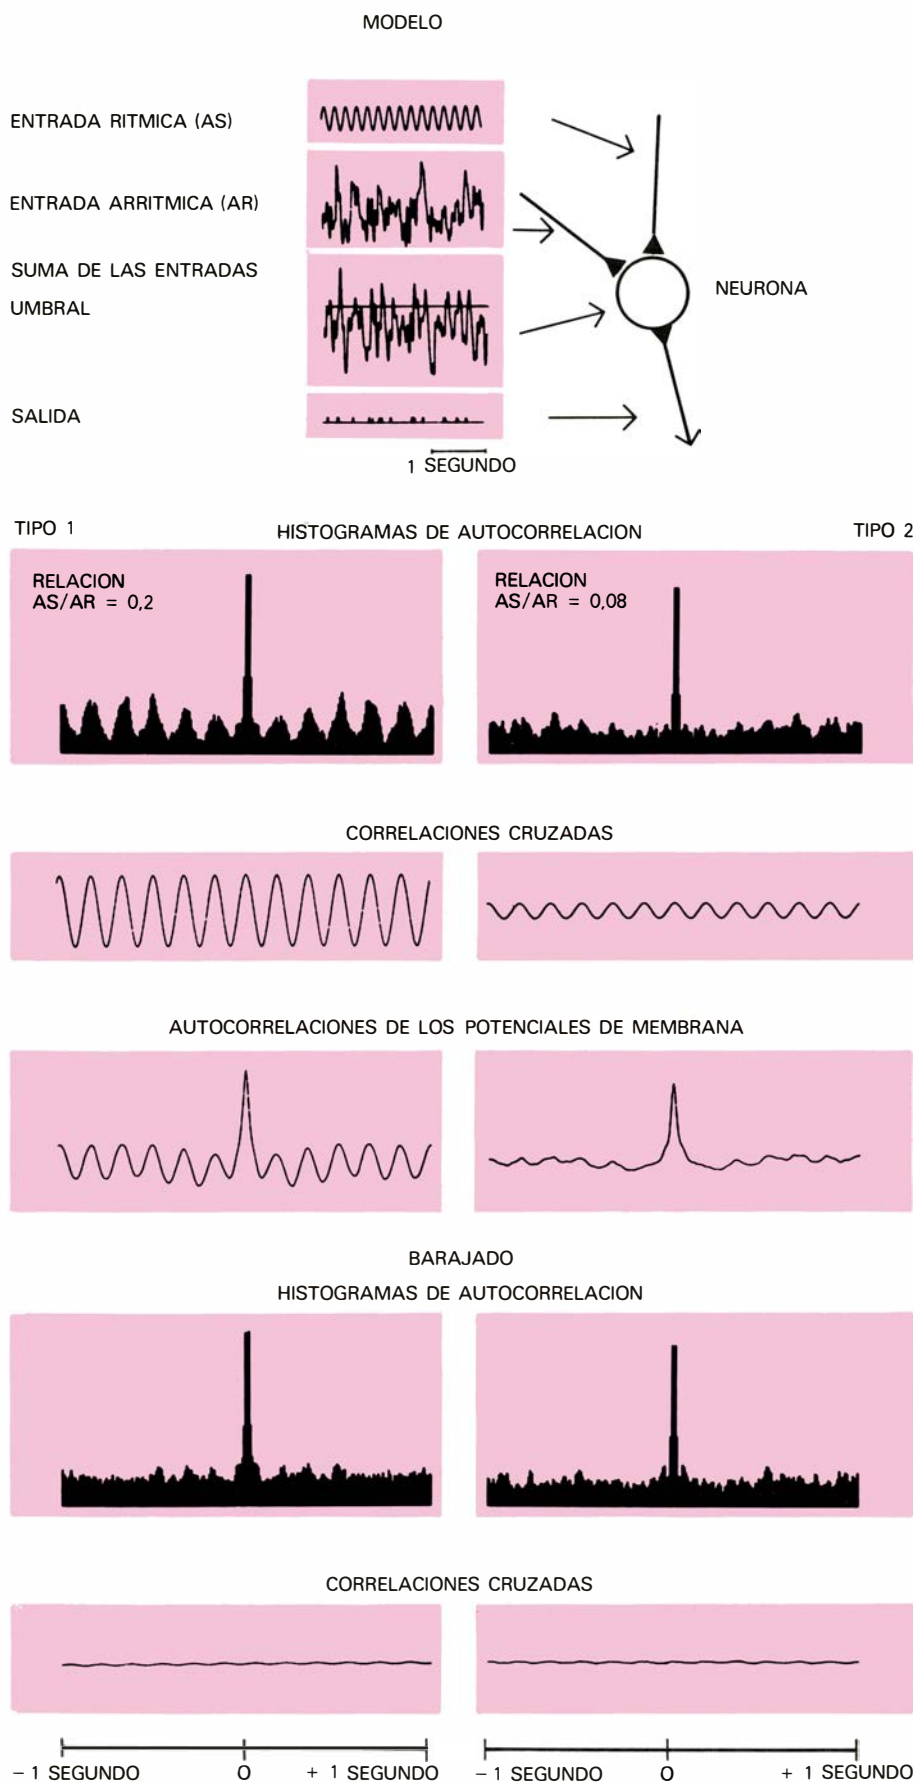 MODELO
ENTRADA RITMICA (AS)
ENTRADA ARRITMICA (AR)
SUMA DE LAS ENTRADAS
UMBRAL
NEURONA
SALIDA
1 SEGUNDO
TIPO 1
HISTOGRAMAS DE AUTOCORRELACION
TIPO 2
RELACION
AS/AR = 0,2
RELACION
AS/AR = 0,08
CORRELACIONES CRUZADAS
AUTOCORRELACIONES DE LOS POTENCIALES DE MEMBRANA
BARAJADO
HISTOGRAMAS DE AUTOCORRELACION
CORRELACIONES CRUZADAS
− 1 SEGUNDO O + 1 SEGUNDO − 1 SEGUNDO O + 1 SEGUNDO